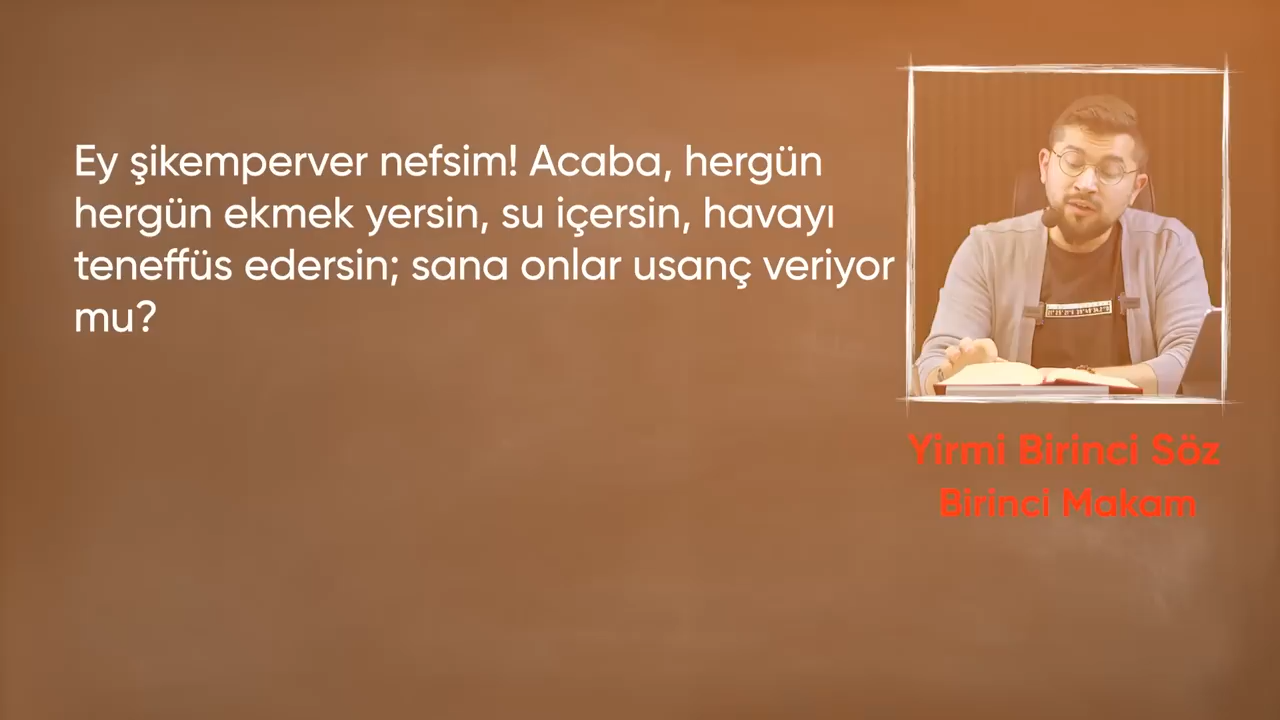 Ey şikemperver nefsim! Acaba, hergün
hergün ekmek yersin, su içersin, havayı
teneffüs edersin; sana onlar usanç veriyor
mu?
Yirmi Birinci Söz
Birinci Makam